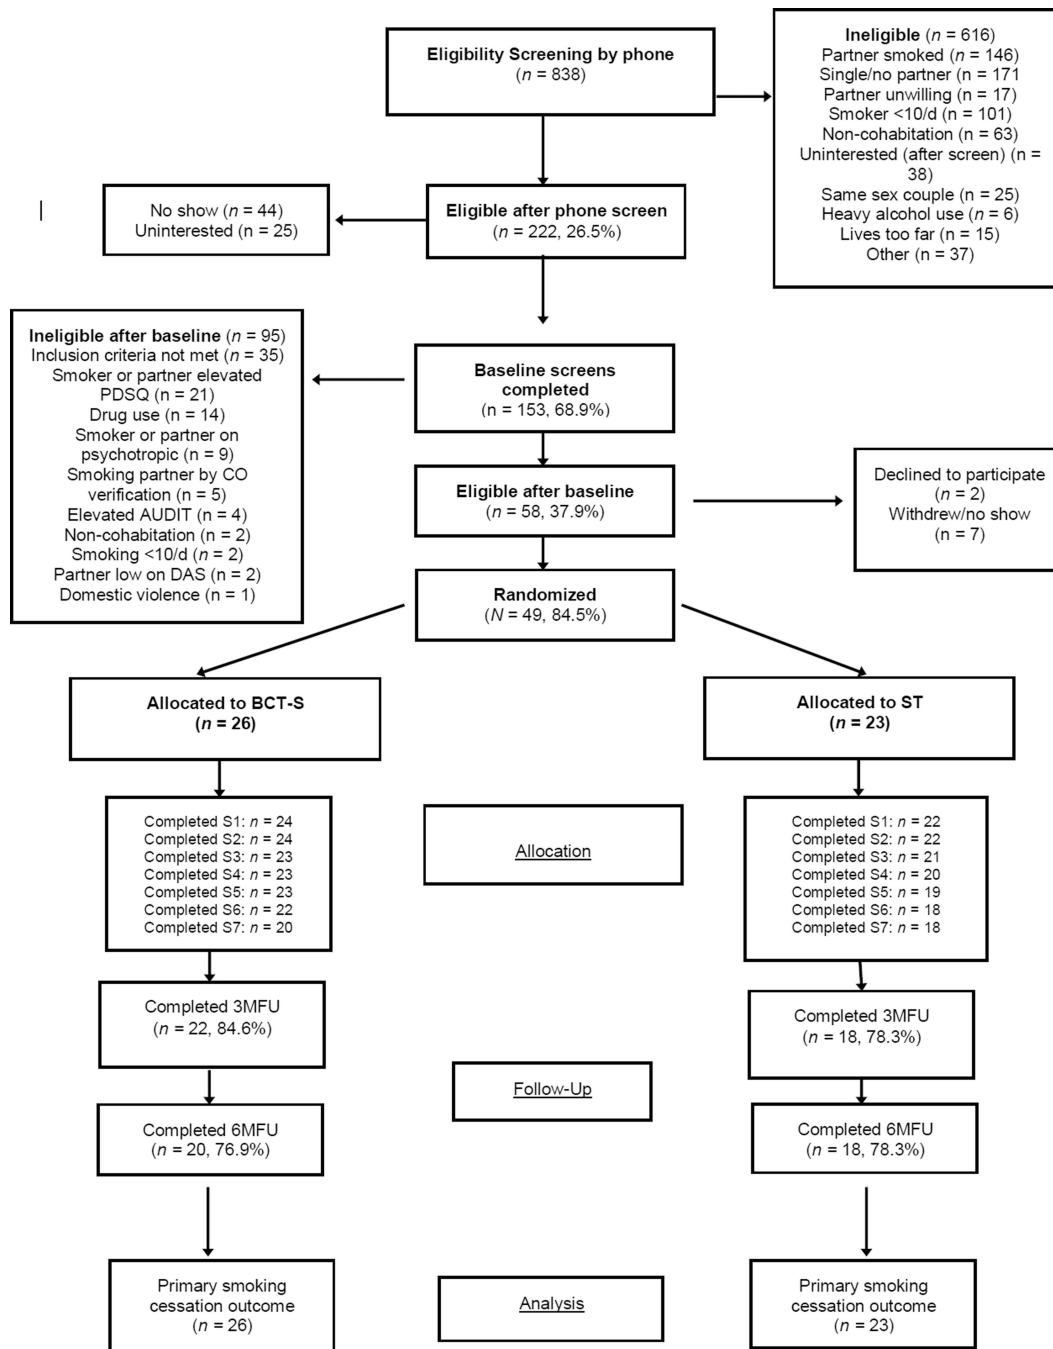 Eligibility Screening by phone
(n = 838)
Ineligible (n = 616)
Partner smoked (n = 146)
Single/no partner (n = 171
Partner unwilling (n = 17)
Smoker <10/d (n = 101)
Non-cohabitation (n = 63)
Uninterested (after screen) (n =
38)
Same sex couple (n = 25)
Heavy alcohol use (n = 6)
Lives too far (n = 15)
Other (n = 37)
No show (n = 44)
Uninterested (n = 25)
Eligible after phone screen
(n = 222, 26.5%)
Ineligible after baseline (n = 95)
Inclusion criteria not met (n = 35)
Smoker or partner elevated
PDSQ (n = 21)
Drug use (n = 14)
Smoker or partner on
psychotropic (n = 9)
Smoking partner by CO
verification (n = 5)
Elevated AUDIT (n = 4)
Non-cohabitation (n = 2)
Smoking <10/d (n = 2)
Partner low on DAS (n = 2)
Domestic violence (n = 1)
Baseline screens
completed
(n = 153, 68.9%)
Eligible after baseline
(n = 58, 37.9%)
Declined to participate
(n = 2)
Withdrew/no show
(n = 7)
Randomized
(N = 49, 84.5%)
Allocated to BCT-S
(n = 26)
Allocated to ST
(n = 23)
Completed S1: n = 24
Completed S2: n = 24
Completed S3: n = 23
Completed S4: n = 23
Completed S5: n = 23
Completed S6: n = 22
Completed S7: n = 20
Allocation
Completed S1: n = 22
Completed S2: n = 22
Completed S3: n = 21
Completed S4: n = 20
Completed S5: n = 19
Completed S6: n = 18
Completed S7: n = 18
Completed 3MFU
(n = 22, 84.6%)
Completed 3MFU
(n = 18, 78.3%)
Follow-Up
Completed 6MFU
(n = 20, 76.9%)
Completed 6MFU
(n = 18, 78.3%)
Primary smoking
cessation outcome
(n = 26)
Analysis
Primary smoking
cessation outcome
(n = 23)